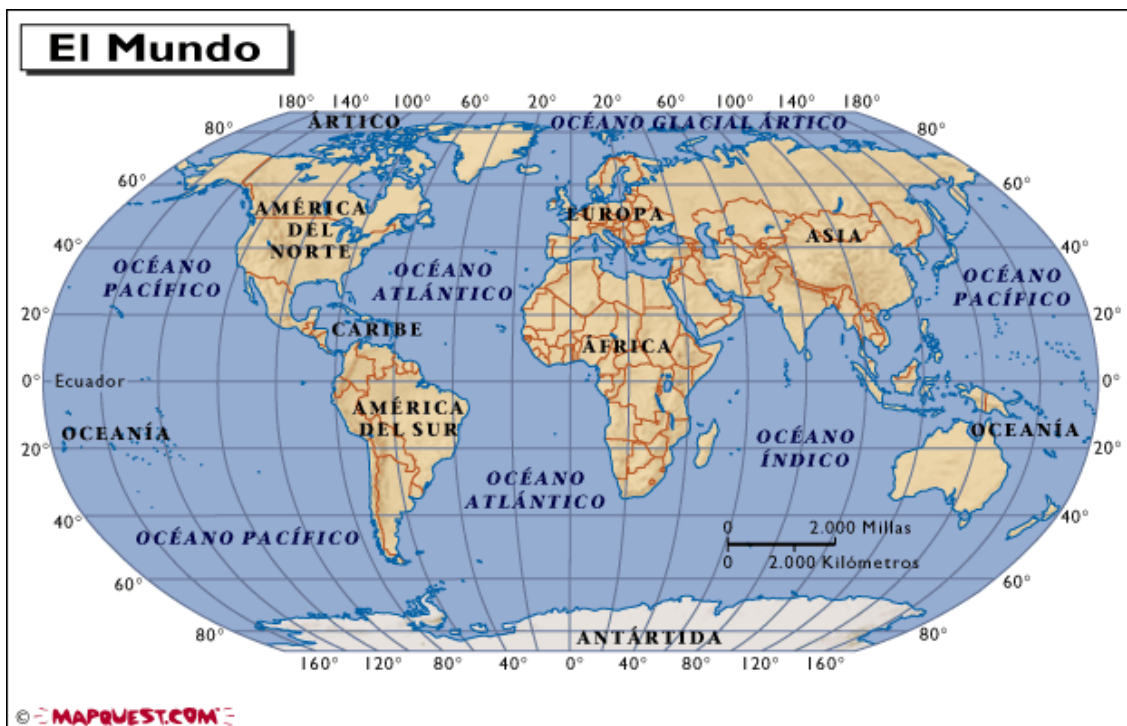 El Mundo
180° 140° 100° 60° 20° 20° 60° 100° 140° 180°
80° ÁRTICO OCÉANO GLACIAL ÁRTICO 80°
60° 60°
AMÉRICA
DEL
NORTE
EUROPA
ASIA
40° 40°
OCÉANO
PACÍFICO
OCÉANO
ATLÁNTICO
OCÉANO
PACÍFICO
20° 20°
CARIBE
ÁFRICA
0° Ecuador 0°
AMÉRICA
DEL SUR
OCEANÍA
OCEANÍA
20° 20°
OCÉANO
ÍNDICO
OCÉANO
ATLÁNTICO
40° 40°
OCÉANO PACÍFICO
0 2.000 Millas
0 2.000 Kilómetros
60° 60°
80° ANTÁRTIDA 80°
160° 120° 80° 40° 0° 40° 80° 120° 160°
© MAPQUEST.COM™